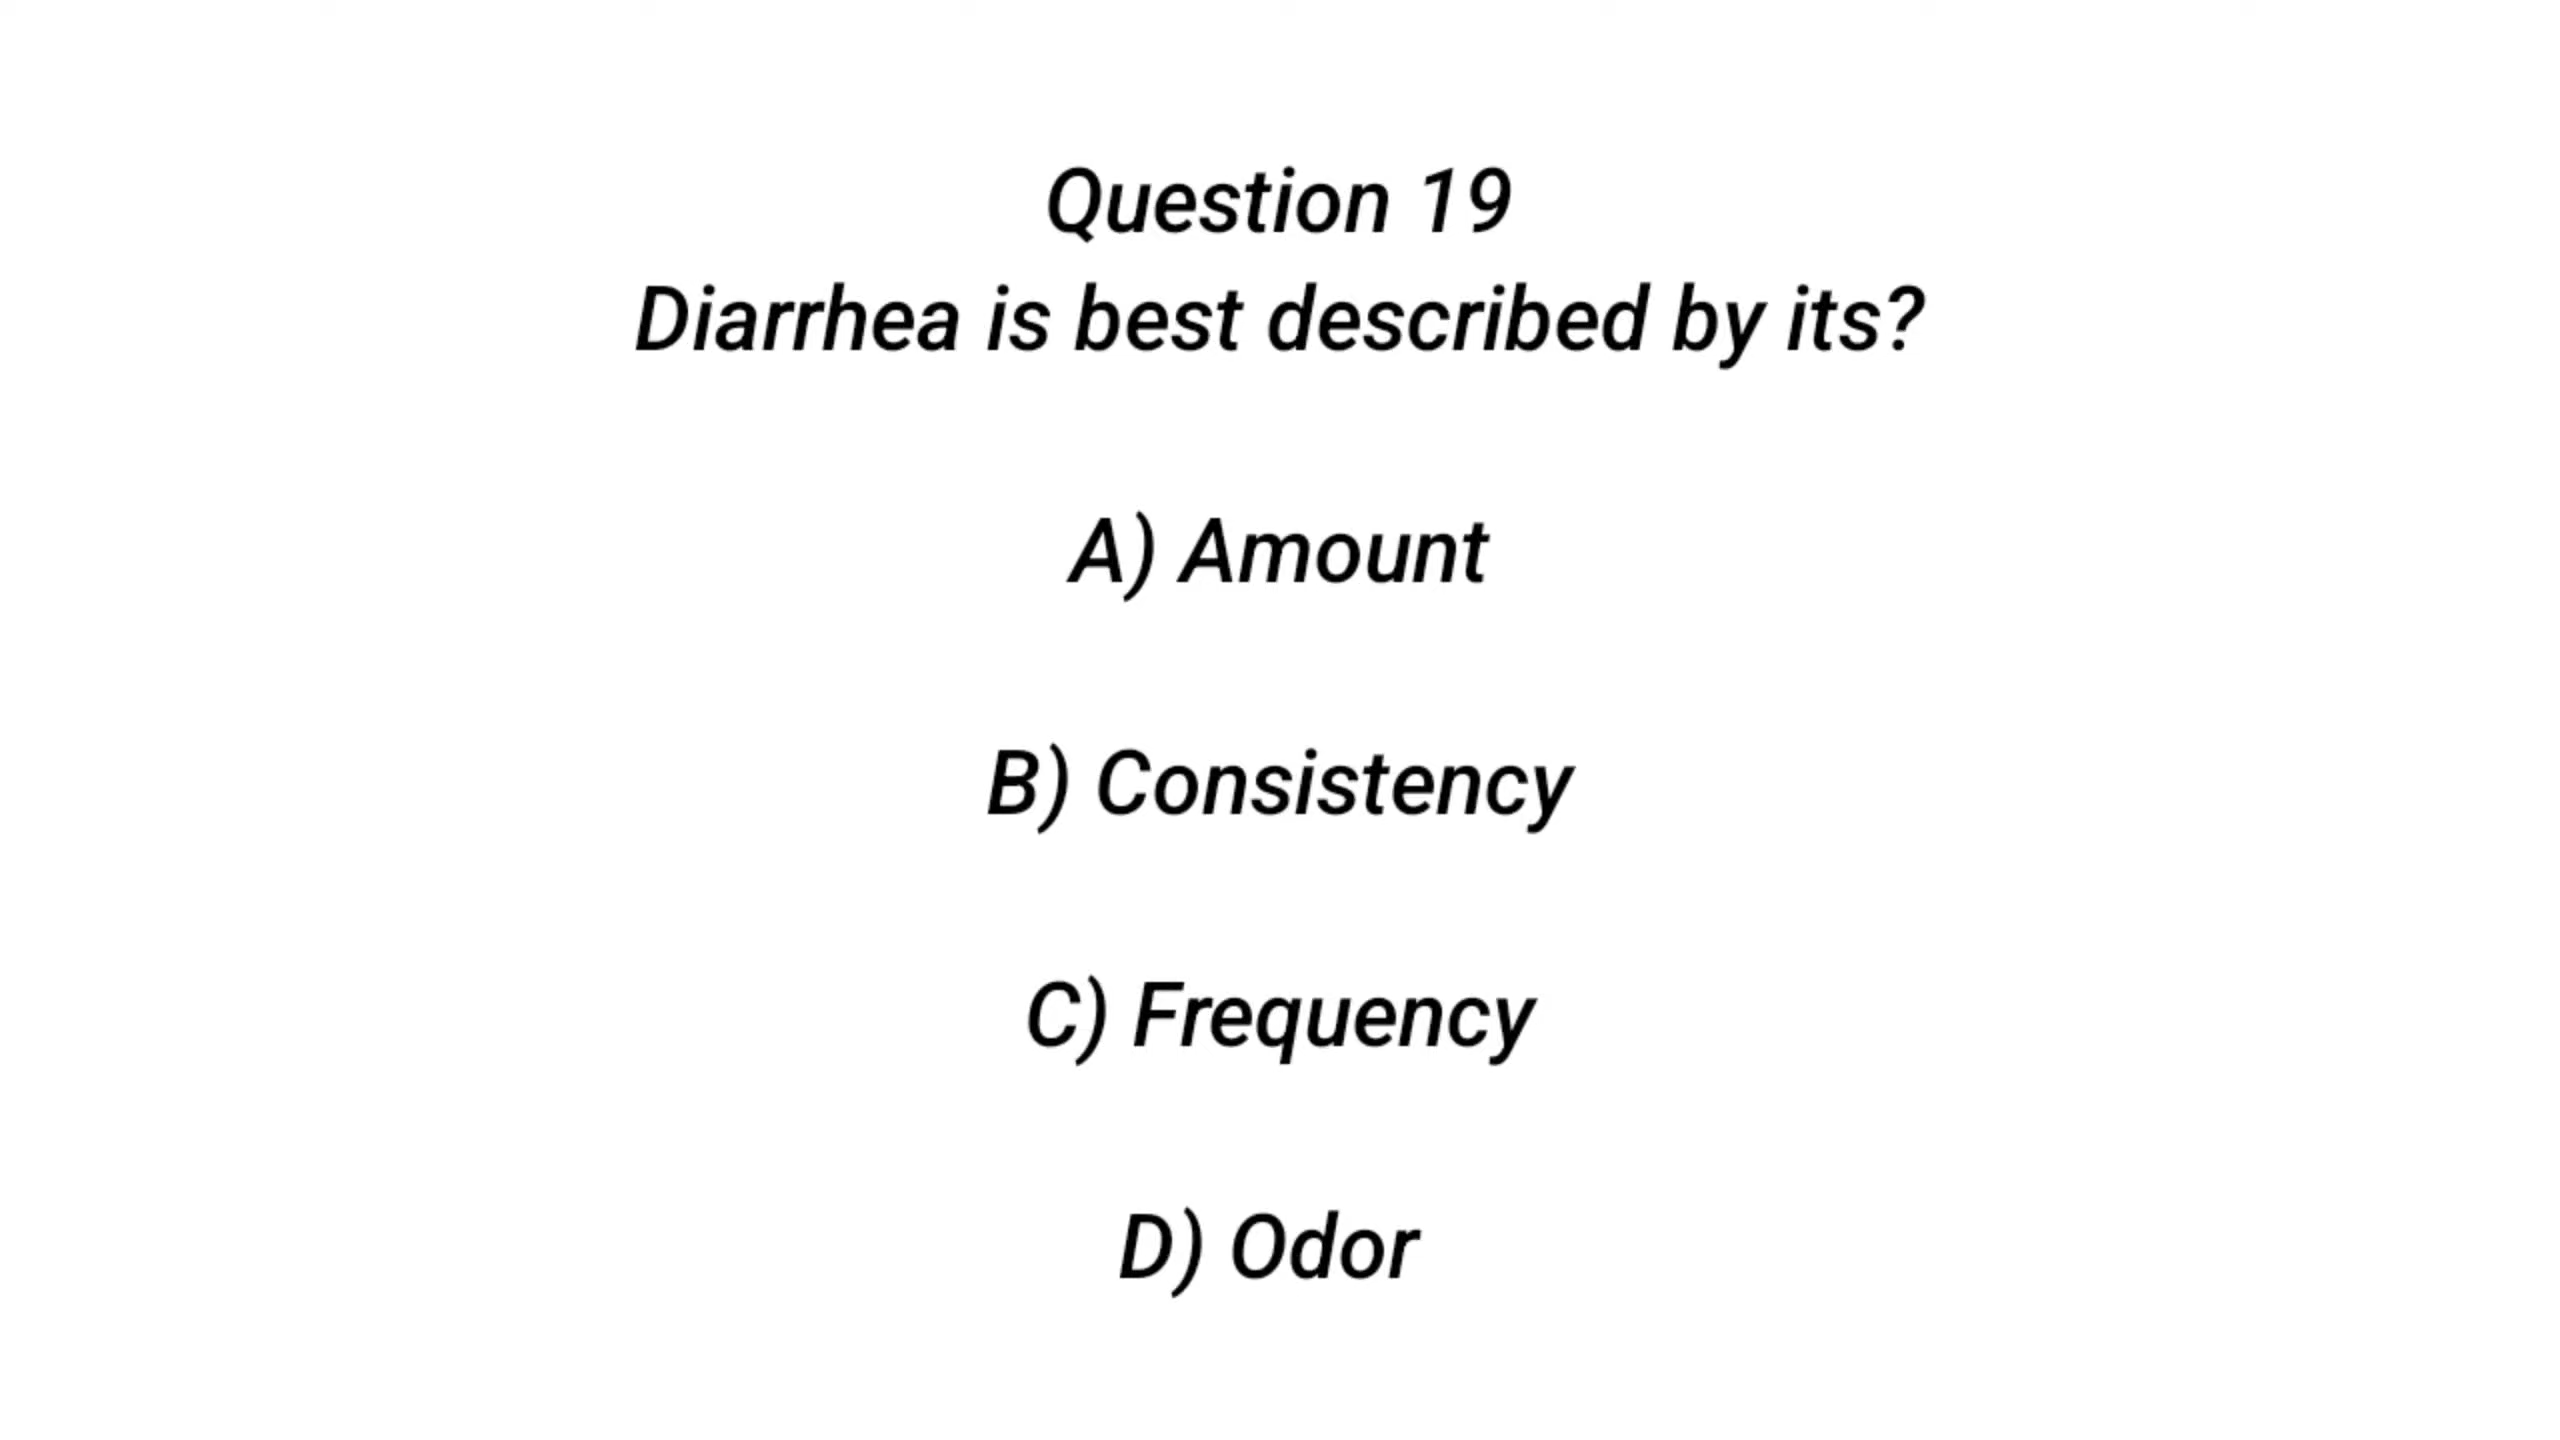 Question 19
Diarrhea is best described by its?
A) Amount
B) Consistency
C) Frequency
D) Odor